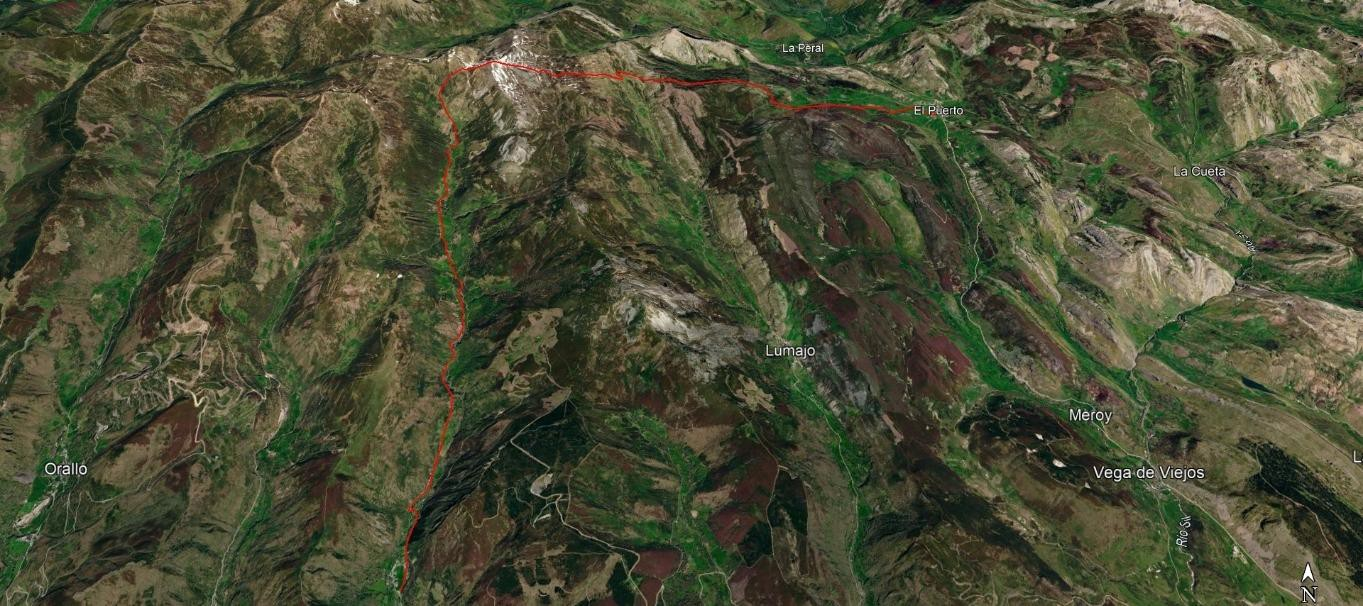 La Peral
El Puerto
La Cueta
Lumajo
Meroy
Orallo
Vega de Viejos
Río Sil
N